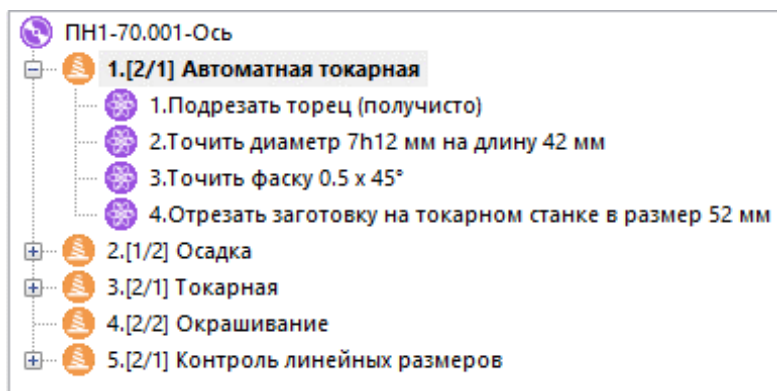 ПН1-70.001-Ось
1.[2/1] Автоматная токарная
1.Подрезать торец (получисто)
2.Точить диаметр 7h12 мм на длину 42 мм
3.Точить фаску 0.5 x 45°
4.Отрезать заготовку на токарном станке в размер 52 мм
2.[1/2] Осадка
3.[2/1] Токарная
4.[2/2] Окрашивание
5.[2/1] Контроль линейных размеров